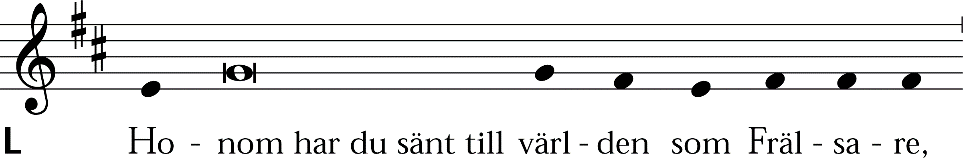 L Ho - nom har du sänt till värl - den som Fräl - sa - re,